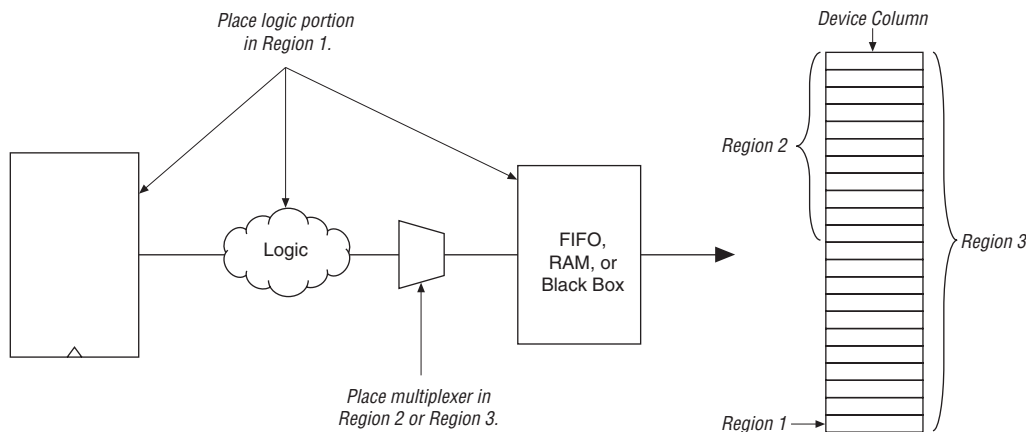 Place logic portion
in Region 1.
Device Column
Region 2
Logic
FIFO,
RAM, or
Black Box
Region 3
Place multiplexer in
Region 2 or Region 3.
Region 1